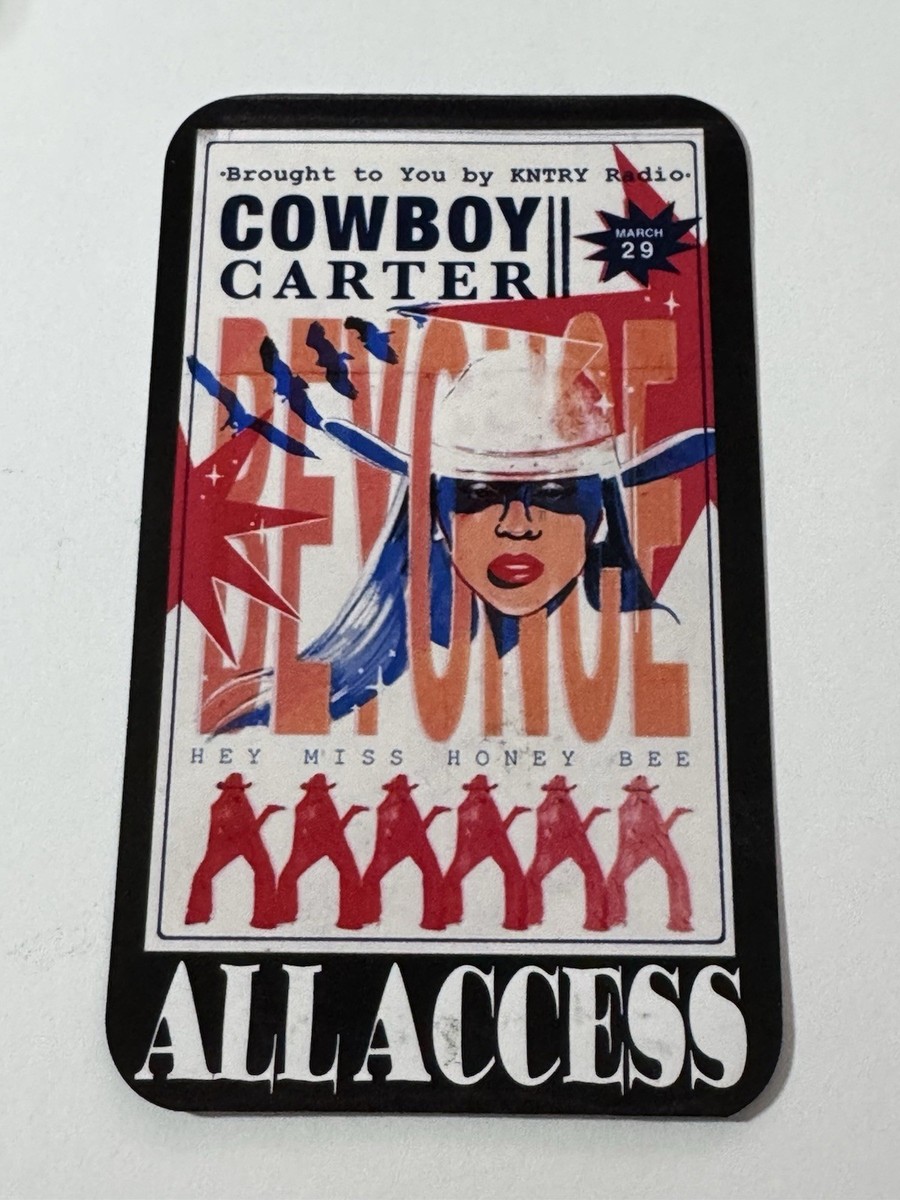 ·Brought to You by KNTRY Radio·
COWBOY
CARTER
MARCH
29
BEYONCE
HEY MISS HONEY BEE
ALL ACCESS